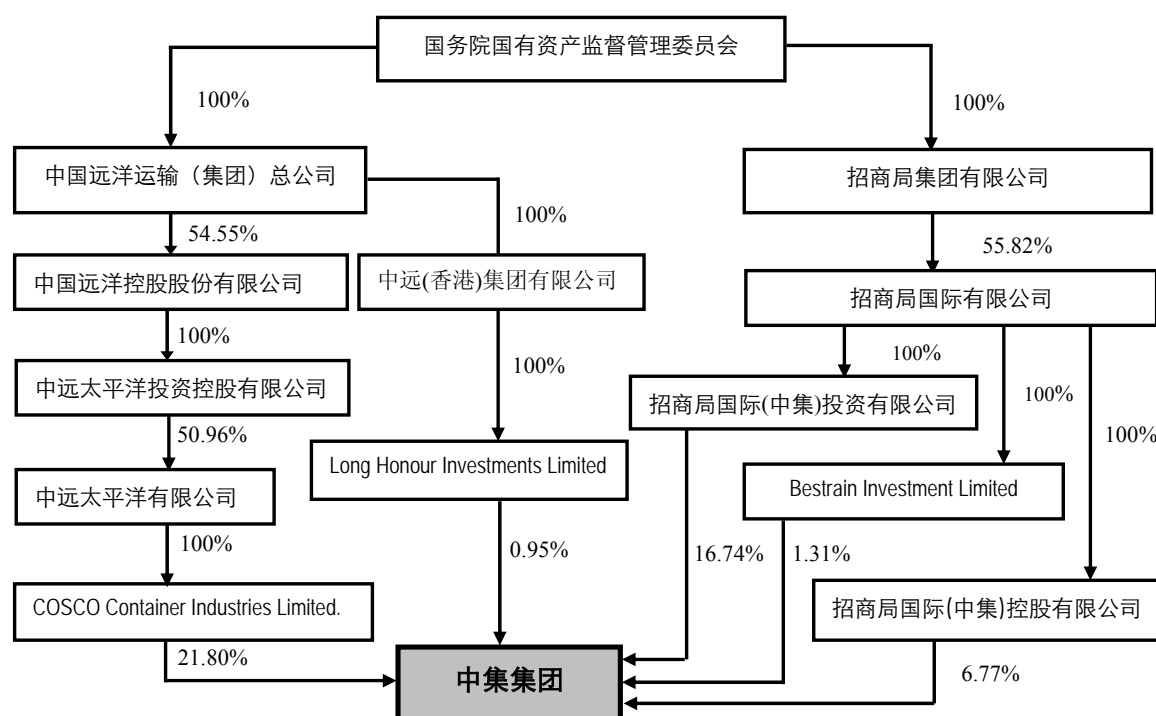 国务院国有资产监督管理委员会
100%
100%
中国远洋运输（集团）总公司
招商局集团有限公司
100%
54.55%
55.82%
中国远洋控股股份有限公司
中远(香港)集团有限公司
招商局国际有限公司
100%
100%
100%
中远太平洋投资控股有限公司
招商局国际(中集)投资有限公司
100%
50.96%
100%
Long Honour Investments Limited
中远太平洋有限公司
Bestrain Investment Limited
100%
0.95%
16.74%
1.31%
COSCO Container Industries Limited.
招商局国际(中集)控股有限公司
21.80%
中集集团
6.77%